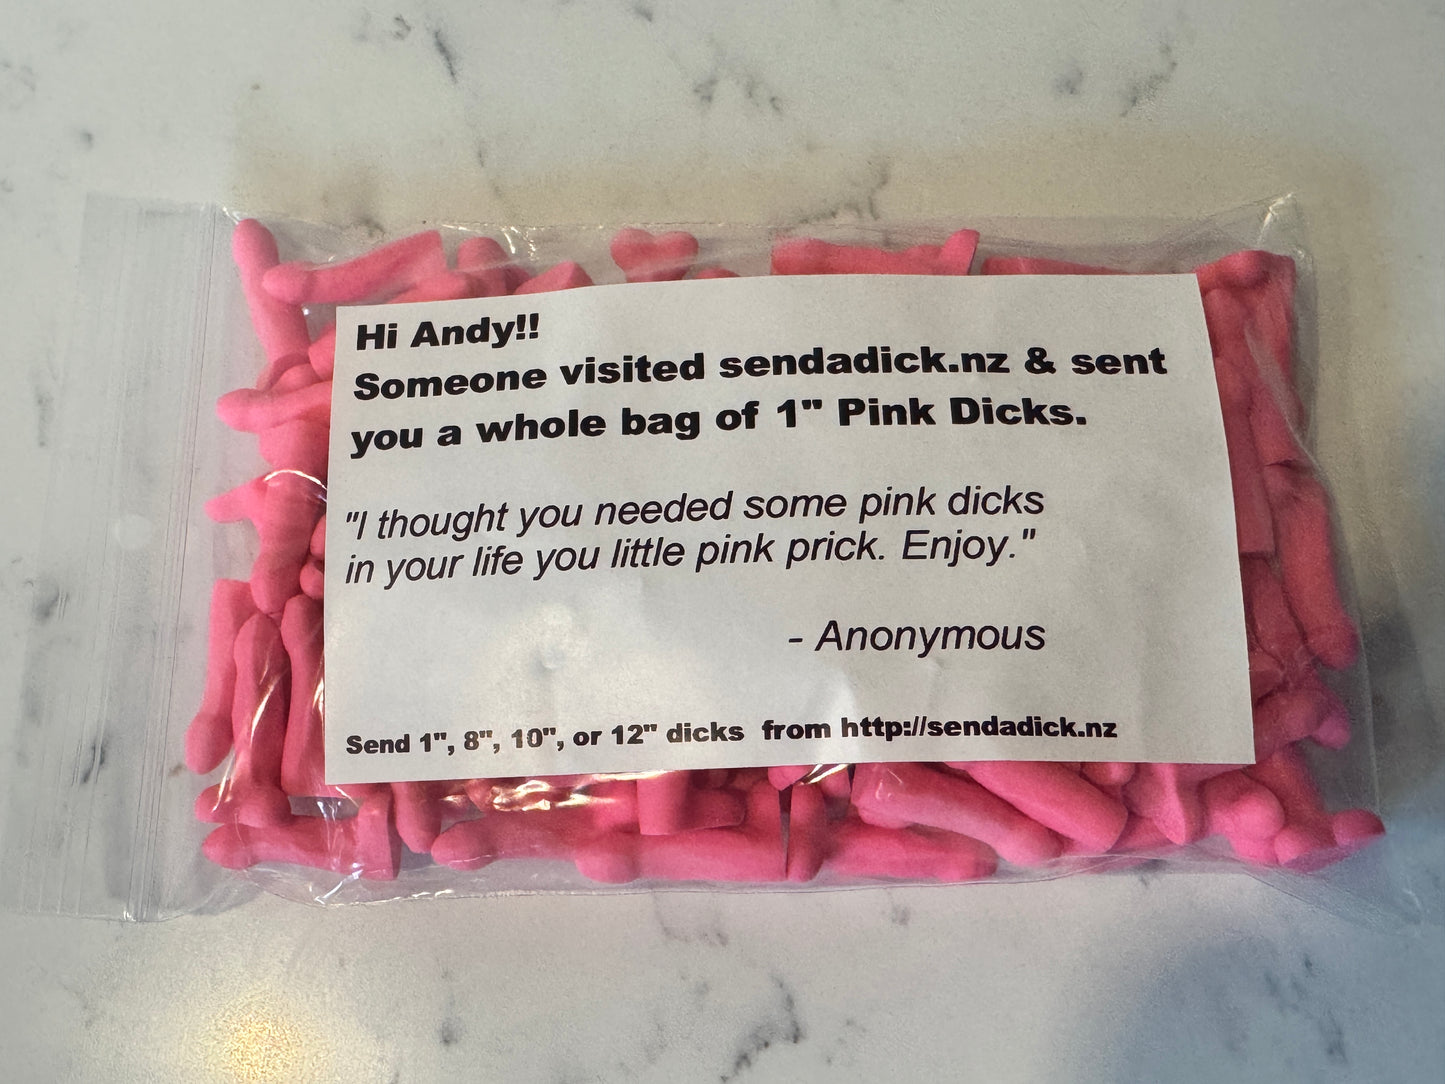 Hi Andy!!
Someone visited sendadick.nz & sent
you a whole bag of 1" Pink Dicks.
"I thought you needed some pink dicks
in your life you little pink prick. Enjoy."
- Anonymous
Send 1", 8", 10", or 12" dicks from http://sendadick.nz